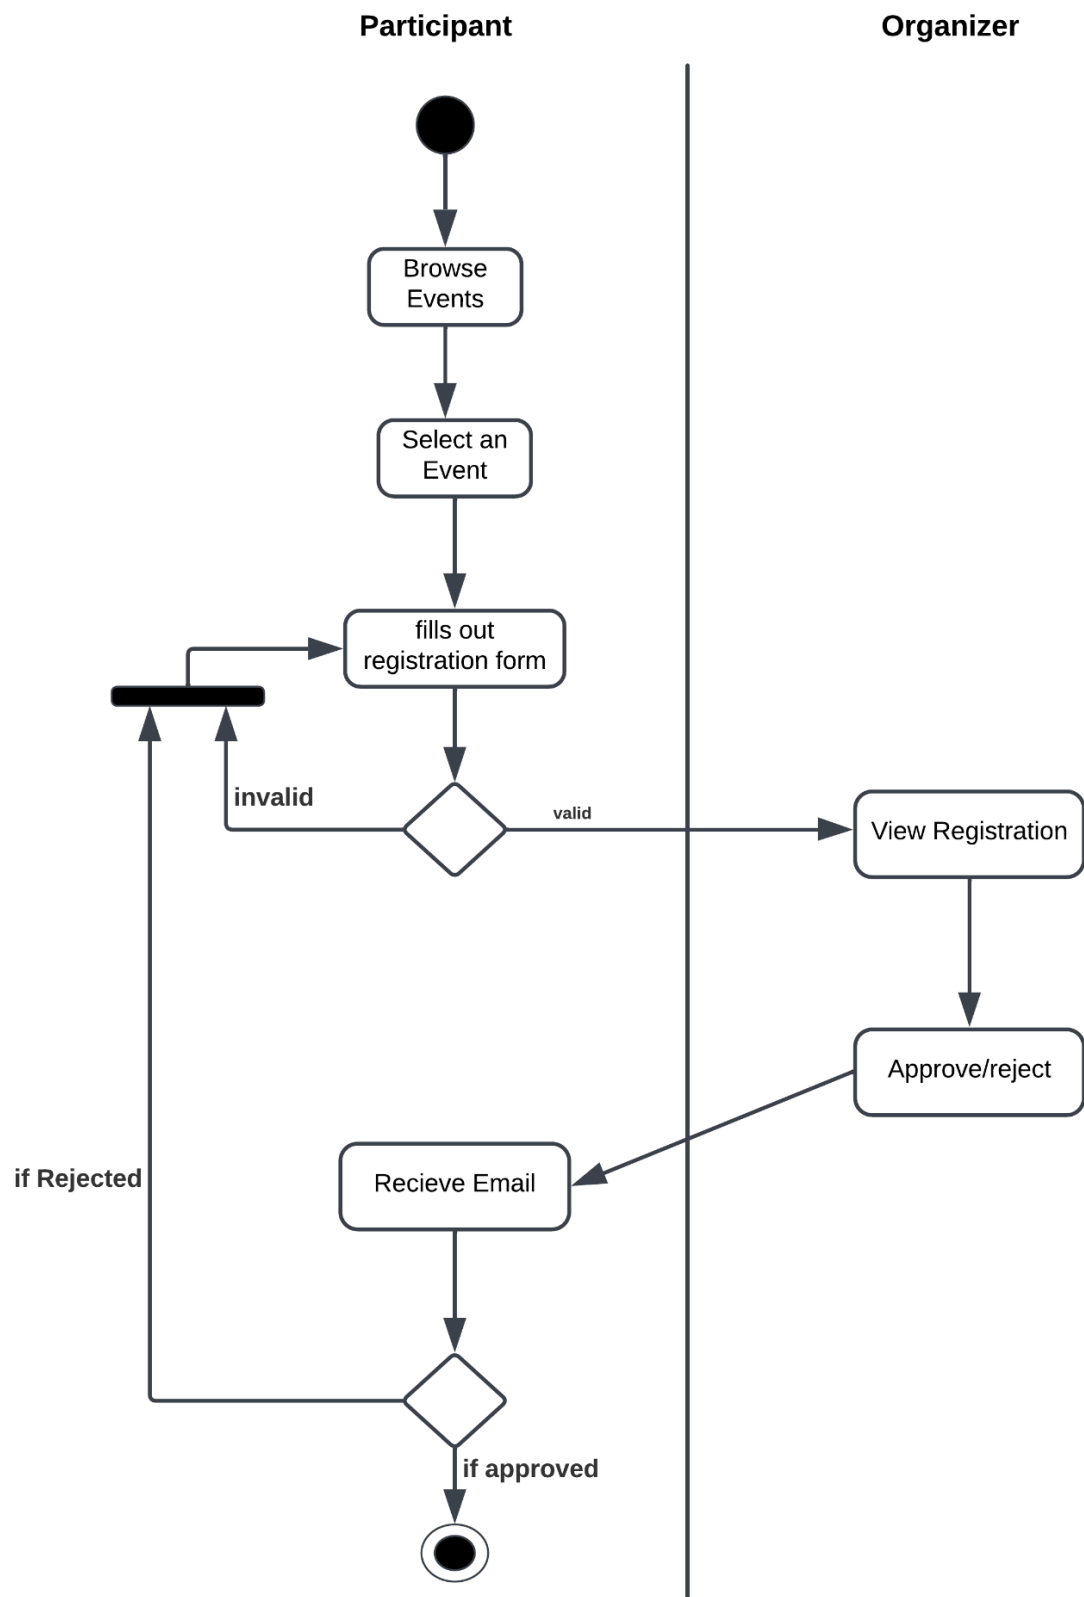 Participant
Organizer
Browse
Events
Select an
Event
fills out
registration form
invalid
valid
View Registration
Approve/reject
if Rejected
Recieve Email
if approved